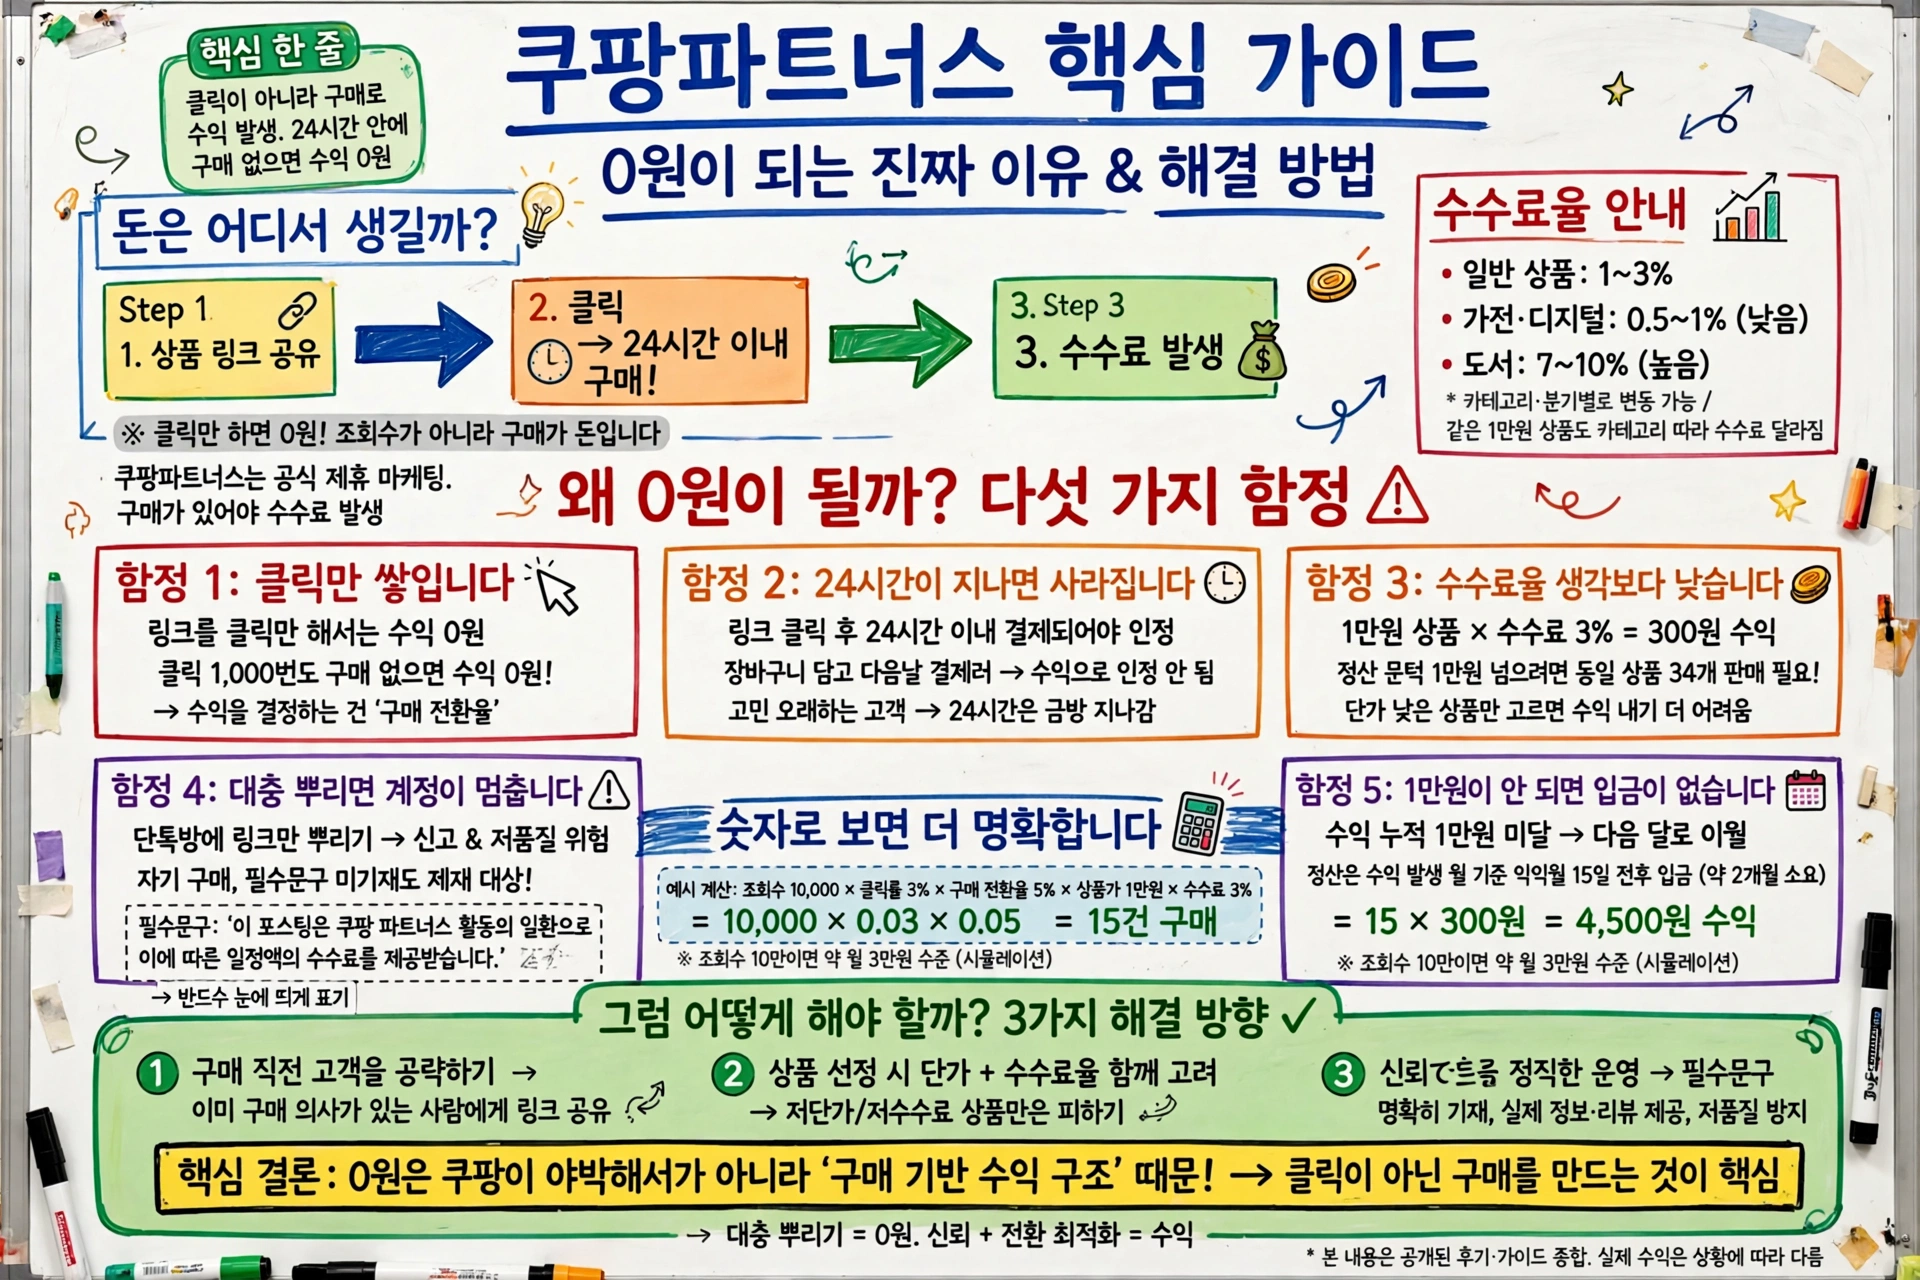 핵심 한 줄
클릭이 아니라 구매로
수익 발생. 24시간 안에
구매 없으면 수익 0원
쿠팡파트너스 핵심 가이드
0원이 되는 진짜 이유 & 해결 방법
돈은 어디서 생길까?
Step 1
1. 상품 링크 공유
2. 클릭
→ 24시간 이내
구매!
3. Step 3
3. 수수료 발생
※ 클릭만 하면 0원! 조회수가 아니라 구매가 돈입니다
쿠팡파트너스는 공식 제휴 마케팅.
구매가 있어야 수수료 발생
수수료율 안내
• 일반 상품: 1~3%
• 가전·디지털: 0.5~1% (낮음)
• 도서: 7~10% (높음)
* 카테고리·분기별로 변동 가능 /
같은 1만원 상품도 카테고리 따라 수수료 달라짐
왜 0원이 될까? 다섯 가지 함정
함정 1: 클릭만 쌓입니다
링크를 클릭만 해서는 수익 0원
클릭 1,000번도 구매 없으면 수익 0원!
→ 수익을 결정하는 건 ‘구매 전환율’
함정 2: 24시간이 지나면 사라집니다
링크 클릭 후 24시간 이내 결제되어야 인정
장바구니 담고 다음날 결제러 → 수익으로 인정 안 됨
고민 오래하는 고객 → 24시간은 금방 지나감
함정 3: 수수료율 생각보다 낮습니다
1만원 상품 × 수수료 3% = 300원 수익
정산 문턱 1만원 넘으려면 동일 상품 34개 판매 필요!
단가 낮은 상품만 고르면 수익 내기 더 어려움
함정 4: 대충 뿌리면 계정이 멈춥니다
단톡방에 링크만 뿌리기 → 신고 & 저품질 위험
자기 구매, 필수문구 미기재도 제재 대상!
필수문구: ‘이 포스팅은 쿠팡 파트너스 활동의 일환으로
이에 따른 일정액의 수수료를 제공받습니다.’
→ 반드수 눈에 띄게 표기
숫자로 보면 더 명확합니다
예시 계산: 조회수 10,000 × 클릭률 3% × 구매 전환율 5% × 상품가 1만원 × 수수료 3%
= 10,000 × 0.03 × 0.05 = 15건 구매
※ 조회수 10만이면 약 월 3만원 수준 (시뮬레이션)
함정 5: 1만원이 안 되면 입금이 없습니다
수익 누적 1만원 미달 → 다음 달로 이월
정산은 수익 발생 월 기준 익익월 15일 전후 입금 (약 2개월 소요)
= 15 × 300원 = 4,500원 수익
※ 조회수 10만이면 약 월 3만원 수준 (시뮬레이션)
그럼 어떻게 해야 할까? 3가지 해결 방향 ✓
1 구매 직전 고객을 공략하기 →
이미 구매 의사가 있는 사람에게 링크 공유
2 상품 선정 시 단가 + 수수료율 함께 고려
→ 저단가/저수수료 상품만은 피하기
3 신뢰 정직한 운영 → 필수문구
명확히 기재, 실제 정보·리뷰 제공, 저품질 방지
핵심 결론 : 0원은 쿠팡이 야박해서가 아니라 ‘구매 기반 수익 구조’ 때문! → 클릭이 아닌 구매를 만드는 것이 핵심
→ 대충 뿌리기 = 0원. 신뢰 + 전환 최적화 = 수익
* 본 내용은 공개된 후기·가이드 종합. 실제 수익은 상황에 따라 다름